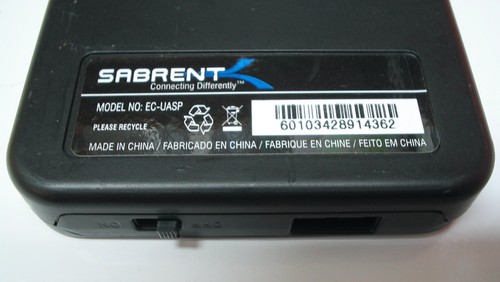 SABRENT
Connecting Differently™
MODEL NO: EC-UASP
PLEASE RECYCLE
60103428914362
MADE IN CHINA / FABRICADO EN CHINA / FABRIQUE EN CHINE / FEITO EM CHINA